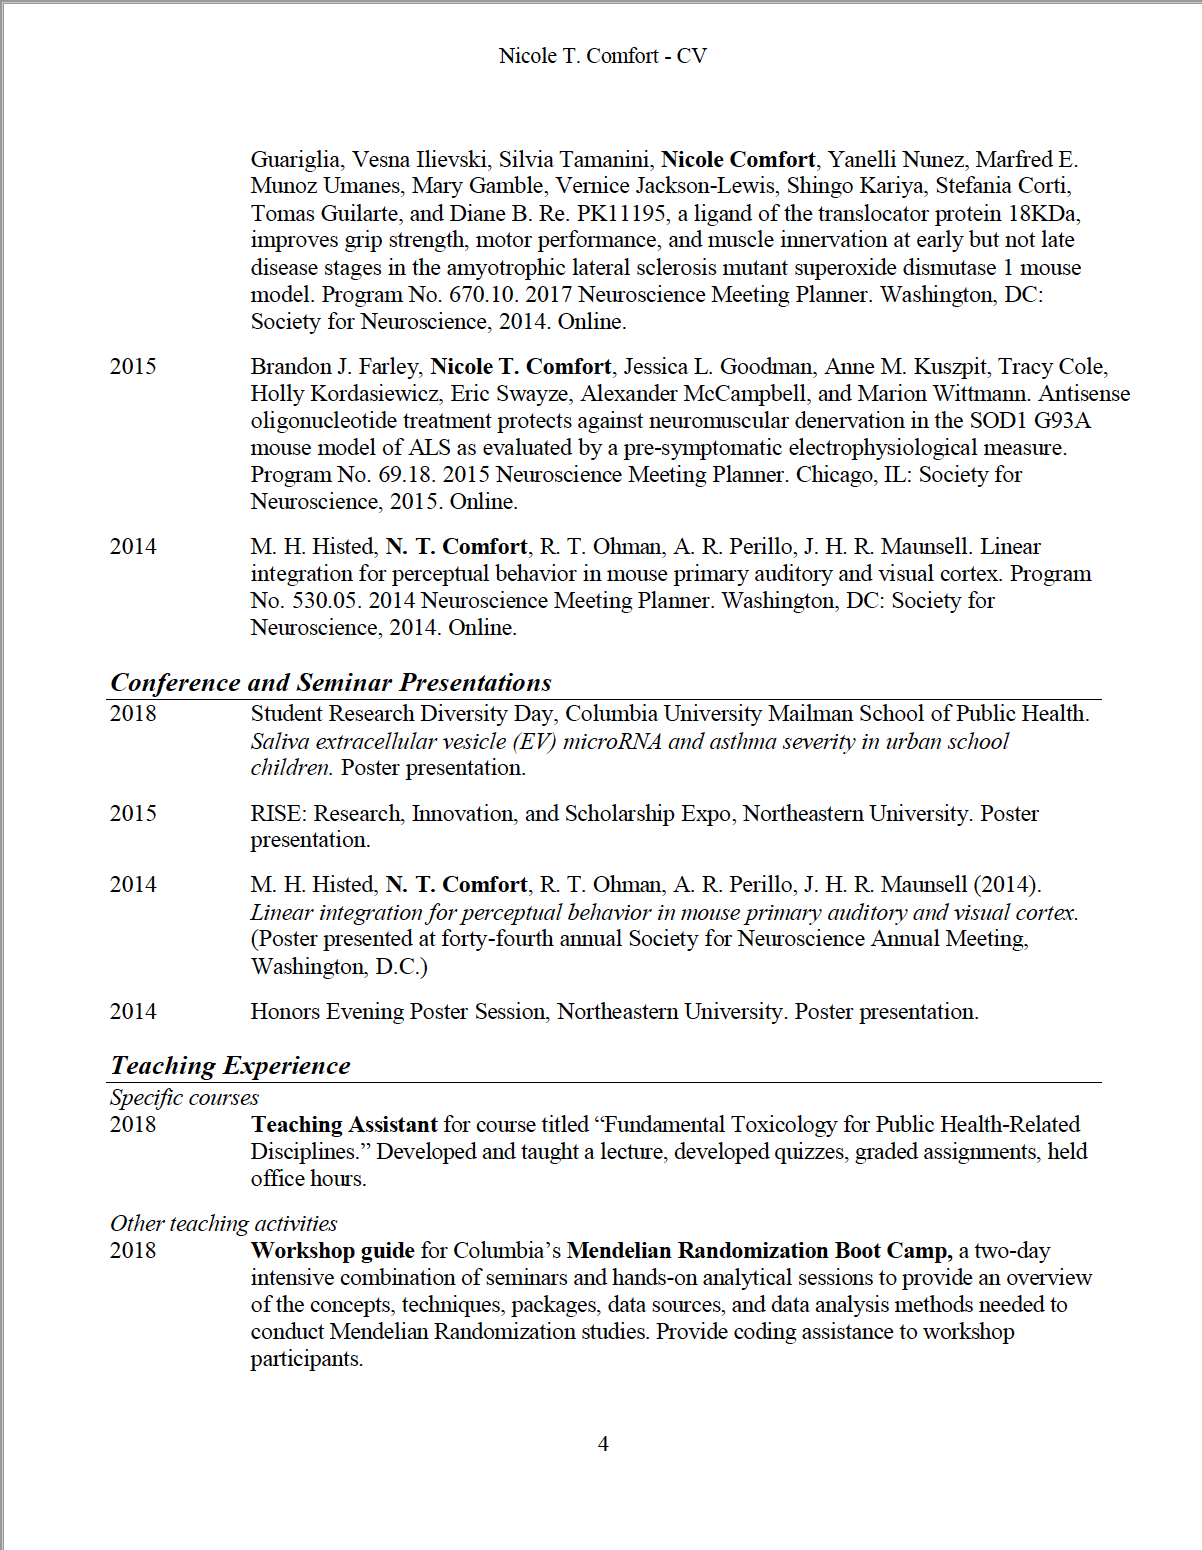 Nicole T. Comfort - CV
Guariglia, Vesna Ilievski, Silvia Tamanini, Nicole Comfort, Yanelli Nunez, Marfred E.
Munoz Umanes, Mary Gamble, Vernice Jackson-Lewis, Shingo Kariya, Stefania Corti,
Tomas Guilarte, and Diane B. Re. PK11195, a ligand of the translocator protein 18KDa,
improves grip strength, motor performance, and muscle innervation at early but not late
disease stages in the amyotrophic lateral sclerosis mutant superoxide dismutase 1 mouse
model. Program No. 670.10. 2017 Neuroscience Meeting Planner. Washington, DC:
Society for Neuroscience, 2014. Online.
2015 Brandon J. Farley, Nicole T. Comfort, Jessica L. Goodman, Anne M. Kuszpit, Tracy Cole,
Holly Kordasiewicz, Eric Swayze, Alexander McCampbell, and Marion Wittmann. Antisense
oligonucleotide treatment protects against neuromuscular denervation in the SOD1 G93A
mouse model of ALS as evaluated by a pre-symptomatic electrophysiological measure.
Program No. 69.18. 2015 Neuroscience Meeting Planner. Chicago, IL: Society for
Neuroscience, 2015. Online.
2014 M. H. Histed, N. T. Comfort, R. T. Ohman, A. R. Perillo, J. H. R. Maunsell. Linear
integration for perceptual behavior in mouse primary auditory and visual cortex. Program
No. 530.05. 2014 Neuroscience Meeting Planner. Washington, DC: Society for
Neuroscience, 2014. Online.
Conference and Seminar Presentations
2018 Student Research Diversity Day, Columbia University Mailman School of Public Health.
Saliva extracellular vesicle (EV) microRNA and asthma severity in urban school
children. Poster presentation.
2015 RISE: Research, Innovation, and Scholarship Expo, Northeastern University. Poster
presentation.
2014 M. H. Histed, N. T. Comfort, R. T. Ohman, A. R. Perillo, J. H. R. Maunsell (2014).
Linear integration for perceptual behavior in mouse primary auditory and visual cortex.
(Poster presented at forty-fourth annual Society for Neuroscience Annual Meeting,
Washington, D.C.)
2014 Honors Evening Poster Session, Northeastern University. Poster presentation.
Teaching Experience
Specific courses
2018 Teaching Assistant for course titled “Fundamental Toxicology for Public Health-Related
Disciplines.” Developed and taught a lecture, developed quizzes, graded assignments, held
office hours.
Other teaching activities
2018 Workshop guide for Columbia’s Mendelian Randomization Boot Camp, a two-day
intensive combination of seminars and hands-on analytical sessions to provide an overview
of the concepts, techniques, packages, data sources, and data analysis methods needed to
conduct Mendelian Randomization studies. Provide coding assistance to workshop
participants.
4